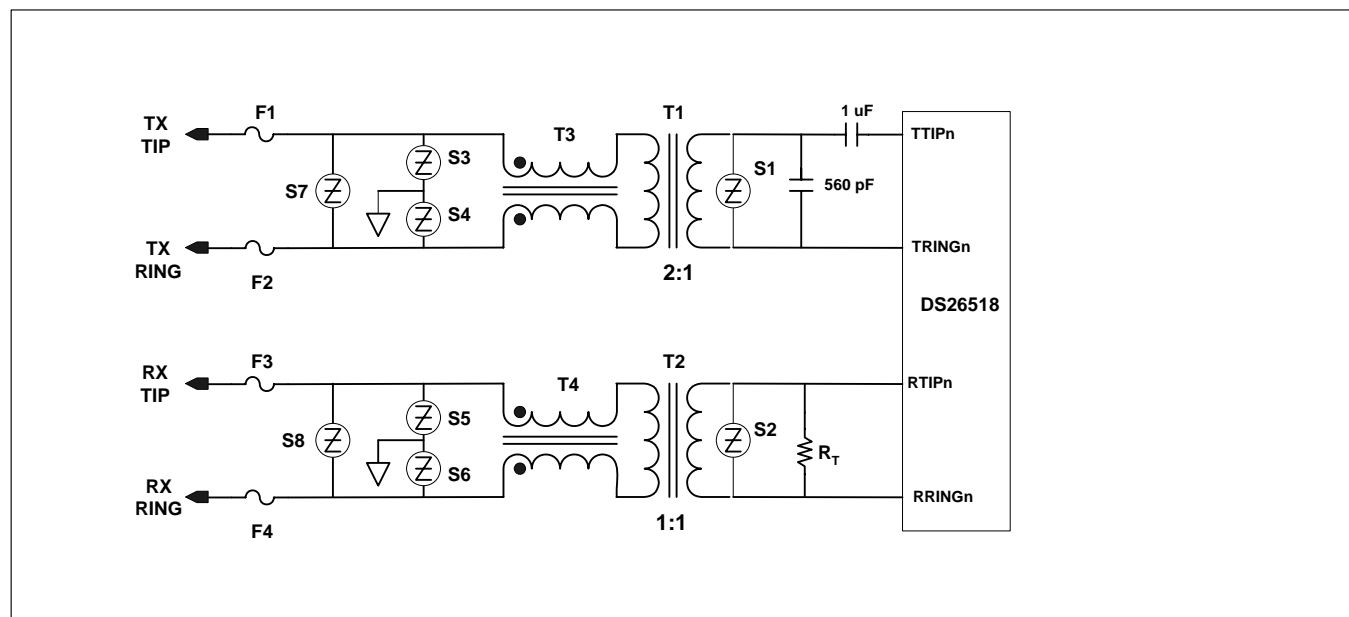 F1
TX
TIP
T3
T1
1 uF
TTIPn
S3
S7
S1
560 pF
S4
TX
RING
F2
2:1
TRINGn
DS26518
F3
RX
TIP
T4
T2
RTIPn
S5
S8
S2
RT
S6
RX
RING
F4
1:1
RRINGn